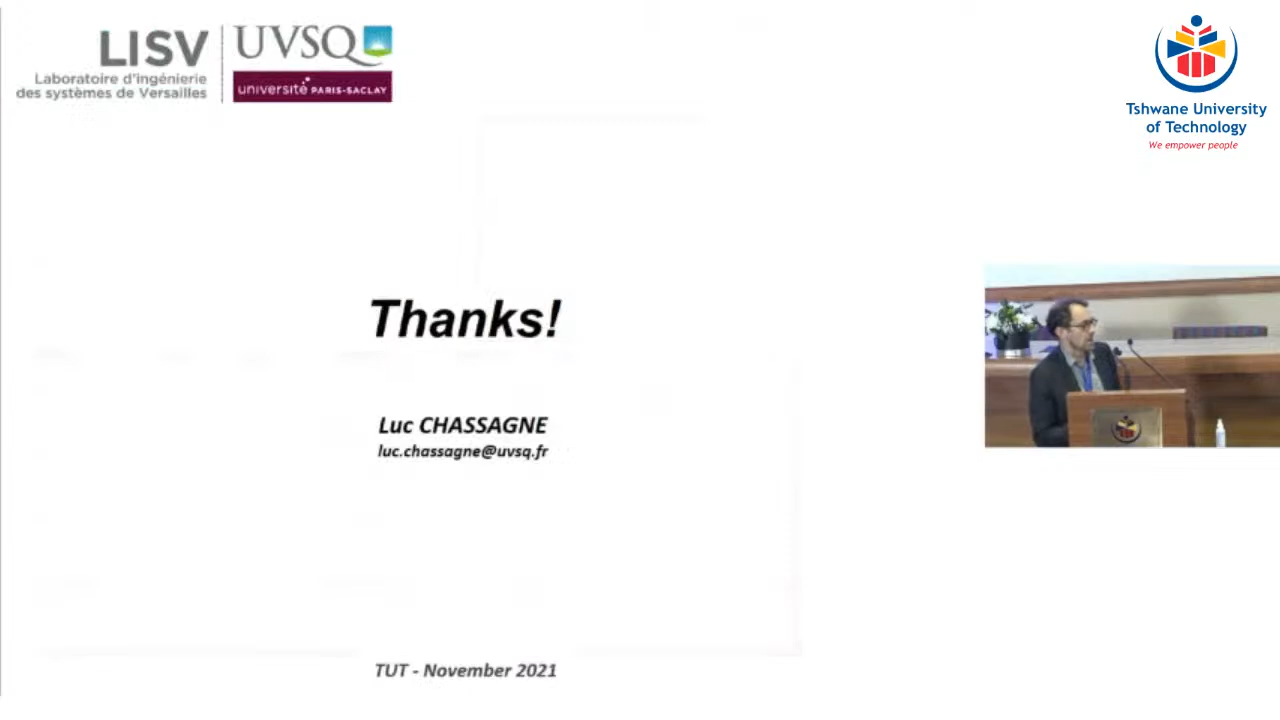 LISV
Laboratoire d'ingénierie
des systèmes de Versailles
UVSQ
université PARIS-SACLAY
Tshwane University
of Technology
We empower people
Thanks!
Luc CHASSAGNE
luc.chassagne@uvsq.fr
TUT - November 2021